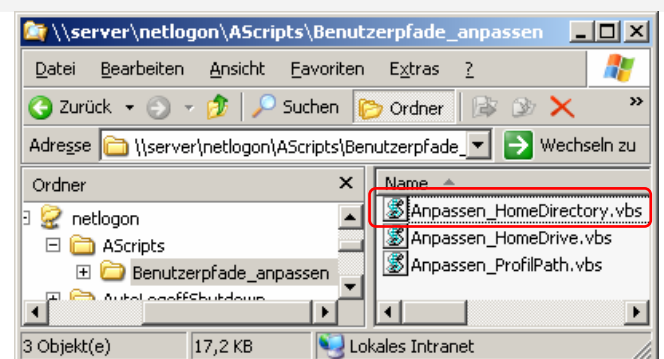 \\server\netlogon\AScripts\Benutzerpfade_anpassen
Datei Bearbeiten Ansicht Favoriten Extras ?
Zurück Suchen Ordner »
Adresse \\server\netlogon\AScripts\Benutzerpfade_ Wechseln zu
Ordner x Name
netlogon
AScripts
Benutzerpfade_anpassen
AutoLogoffShutdown
Anpassen_HomeDirectory.vbs
Anpassen_HomeDrive.vbs
Anpassen_ProfilPath.vbs
3 Objekt(e) 17,2 KB Lokales Intranet